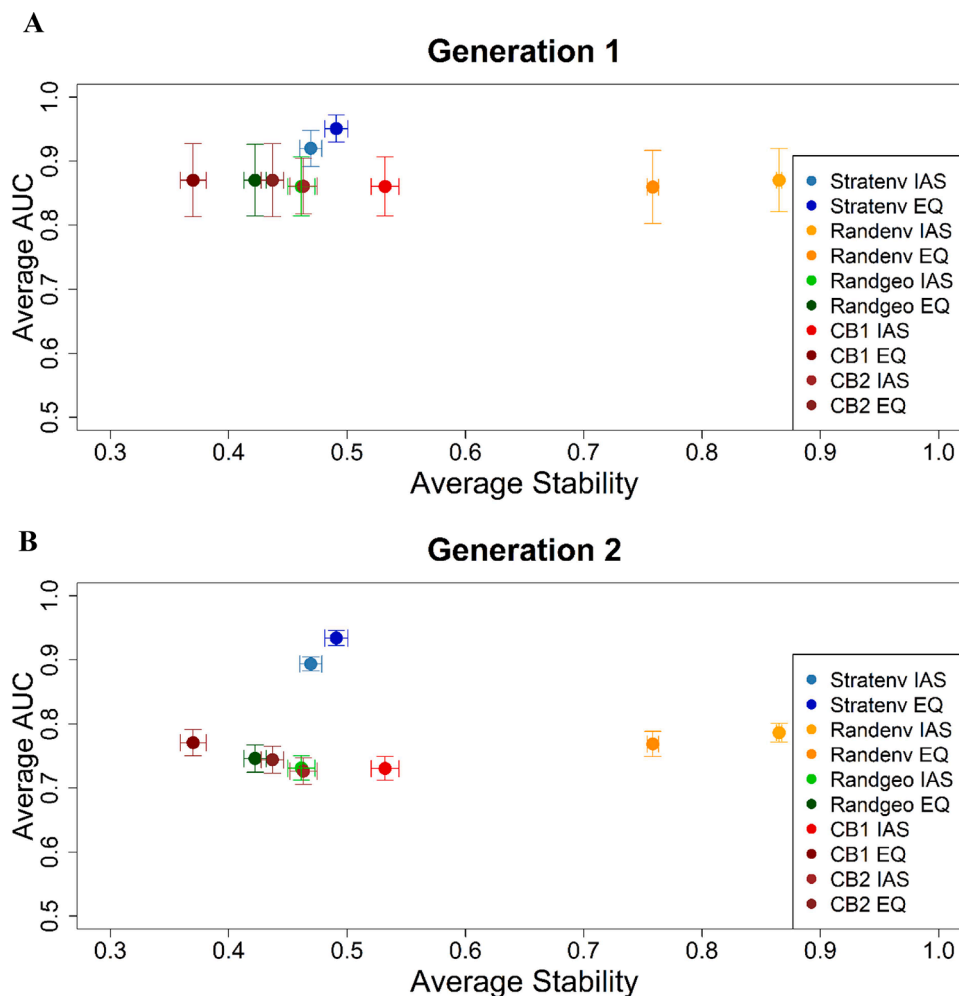 A
Generation 1
Average AUC
1.0
0.9
0.8
0.7
0.6
0.5
Stratenv IAS
Stratenv EQ
Randenv IAS
Randenv EQ
Randgeo IAS
Randgeo EQ
CB1 IAS
CB1 EQ
CB2 IAS
CB2 EQ
0.3 0.4 0.5 0.6 0.7 0.8 0.9 1.0
Average Stability
B
Generation 2
Average AUC
1.0
0.9
0.8
0.7
0.6
0.5
Stratenv IAS
Stratenv EQ
Randenv IAS
Randenv EQ
Randgeo IAS
Randgeo EQ
CB1 IAS
CB1 EQ
CB2 IAS
CB2 EQ
0.3 0.4 0.5 0.6 0.7 0.8 0.9 1.0
Average Stability